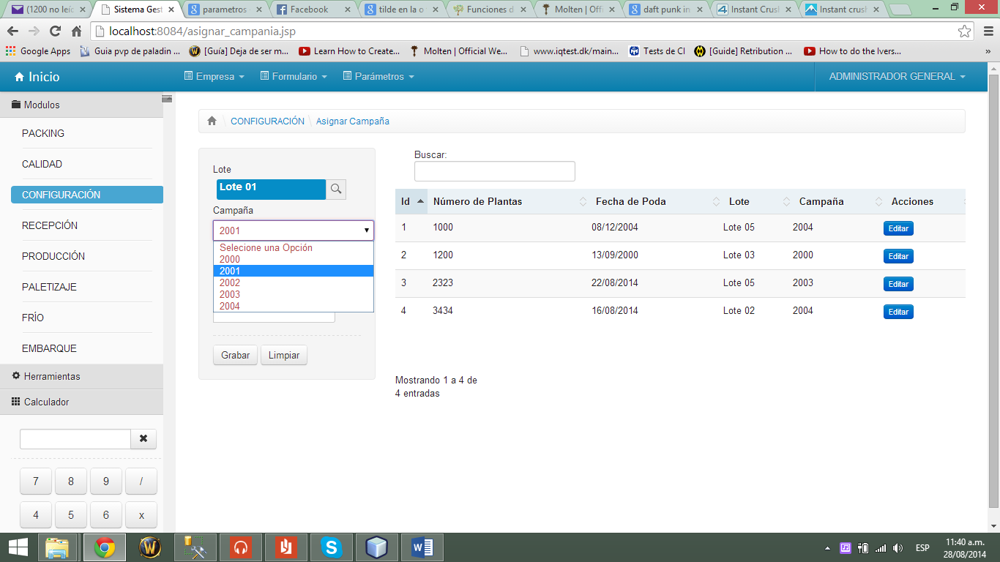 (1200 no leíd
Sistema Gest
parametros
Facebook
tilde en la o
Funciones d
Molten | Offi
daft punk in
Instant Crus
Instant crus
localhost:8084/asignar_campania.jsp
Google Apps
Guia pvp de paladin ...
[Guía] Deja de ser m...
Learn How to Create...
Molten | Official We...
www.iqtest.dk/main...
Tests de CI
[Guide] Retribution ...
How to do the Ivers...
»
Inicio
Empresa
Formulario
Parámetros
ADMINISTRADOR GENERAL
Modulos
PACKING
CALIDAD
CONFIGURACIÓN
RECEPCIÓN
PRODUCCIÓN
PALETIZAJE
FRÍO
EMBARQUE
Herramientas
Calculador
7 8 9 /
4 5 6 x
CONFIGURACIÓN \ Asignar Campaña
Lote
Lote 01
Campaña
2001
Selecione una Opción
2000
2001
2002
2003
2004
Grabar Limpiar
Buscar:
Id Número de Plantas Fecha de Poda Lote Campaña Acciones
1 1000 08/12/2004 Lote 05 2004 Editar
2 1200 13/09/2000 Lote 03 2000 Editar
3 2323 22/08/2014 Lote 05 2003 Editar
4 3434 16/08/2014 Lote 02 2004 Editar
Mostrando 1 a 4 de
4 entradas
ESP
11:40 a.m.
28/08/2014